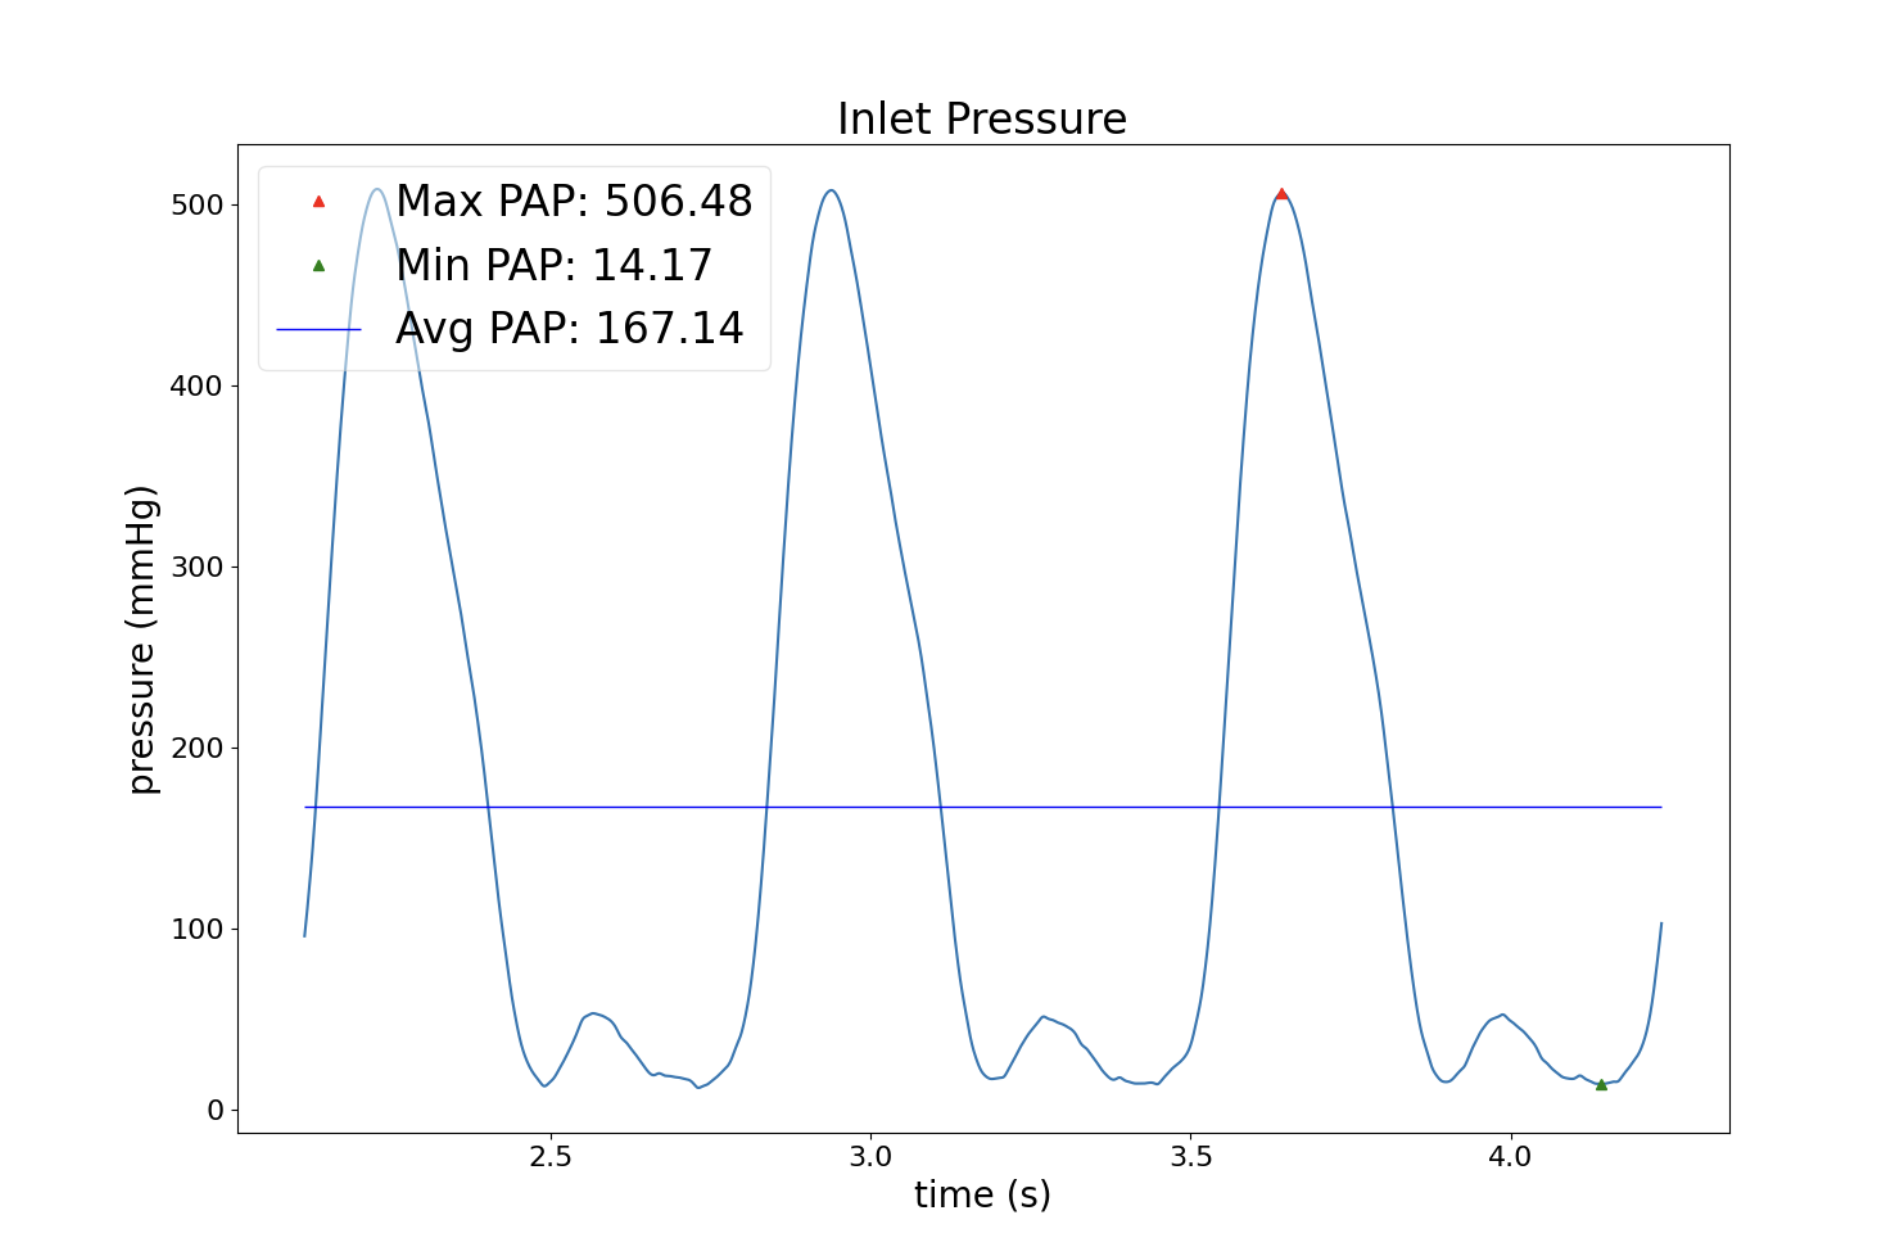 Inlet Pressure
Max PAP: 506.48
Min PAP: 14.17
Avg PAP: 167.14
500
400
300
200
100
0
pressure (mmHg)
2.5 3.0 3.5 4.0
time (s)